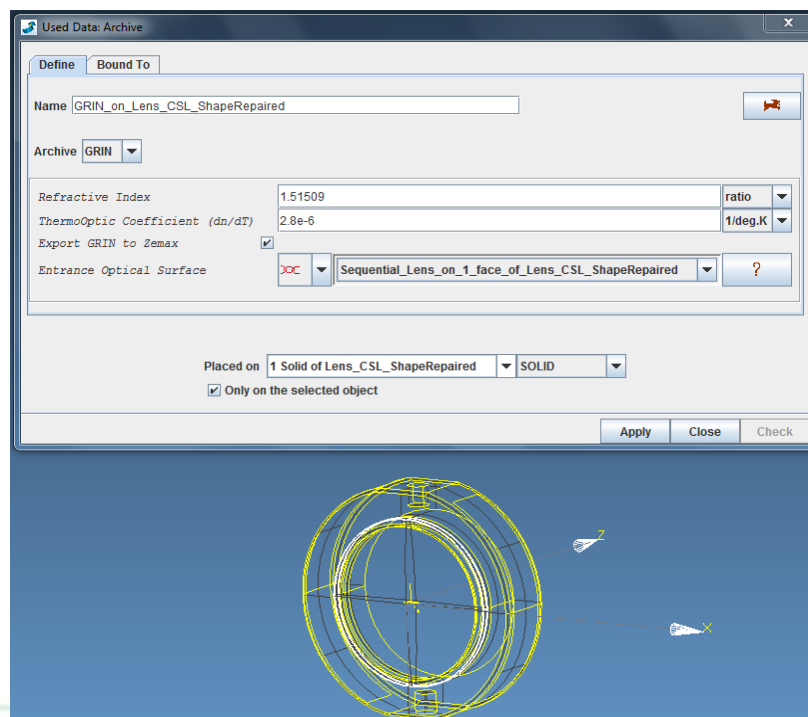 Used Data: Archive
Define Bound To
Name GRIN_on_Lens_CSL_ShapeRepaired
Archive GRIN
Refractive Index 1.51509 ratio
ThermoOptic Coefficient (dn/dT) 2.8e-6 1/deg.K
Export GRIN to Zemax
Entrance Optical Surface Sequential_Lens_on_1_face_of_Lens_CSL_ShapeRepaired ?
Placed on 1 Solid of Lens_CSL_ShapeRepaired SOLID
Only on the selected object
Apply Close Check
Z
X